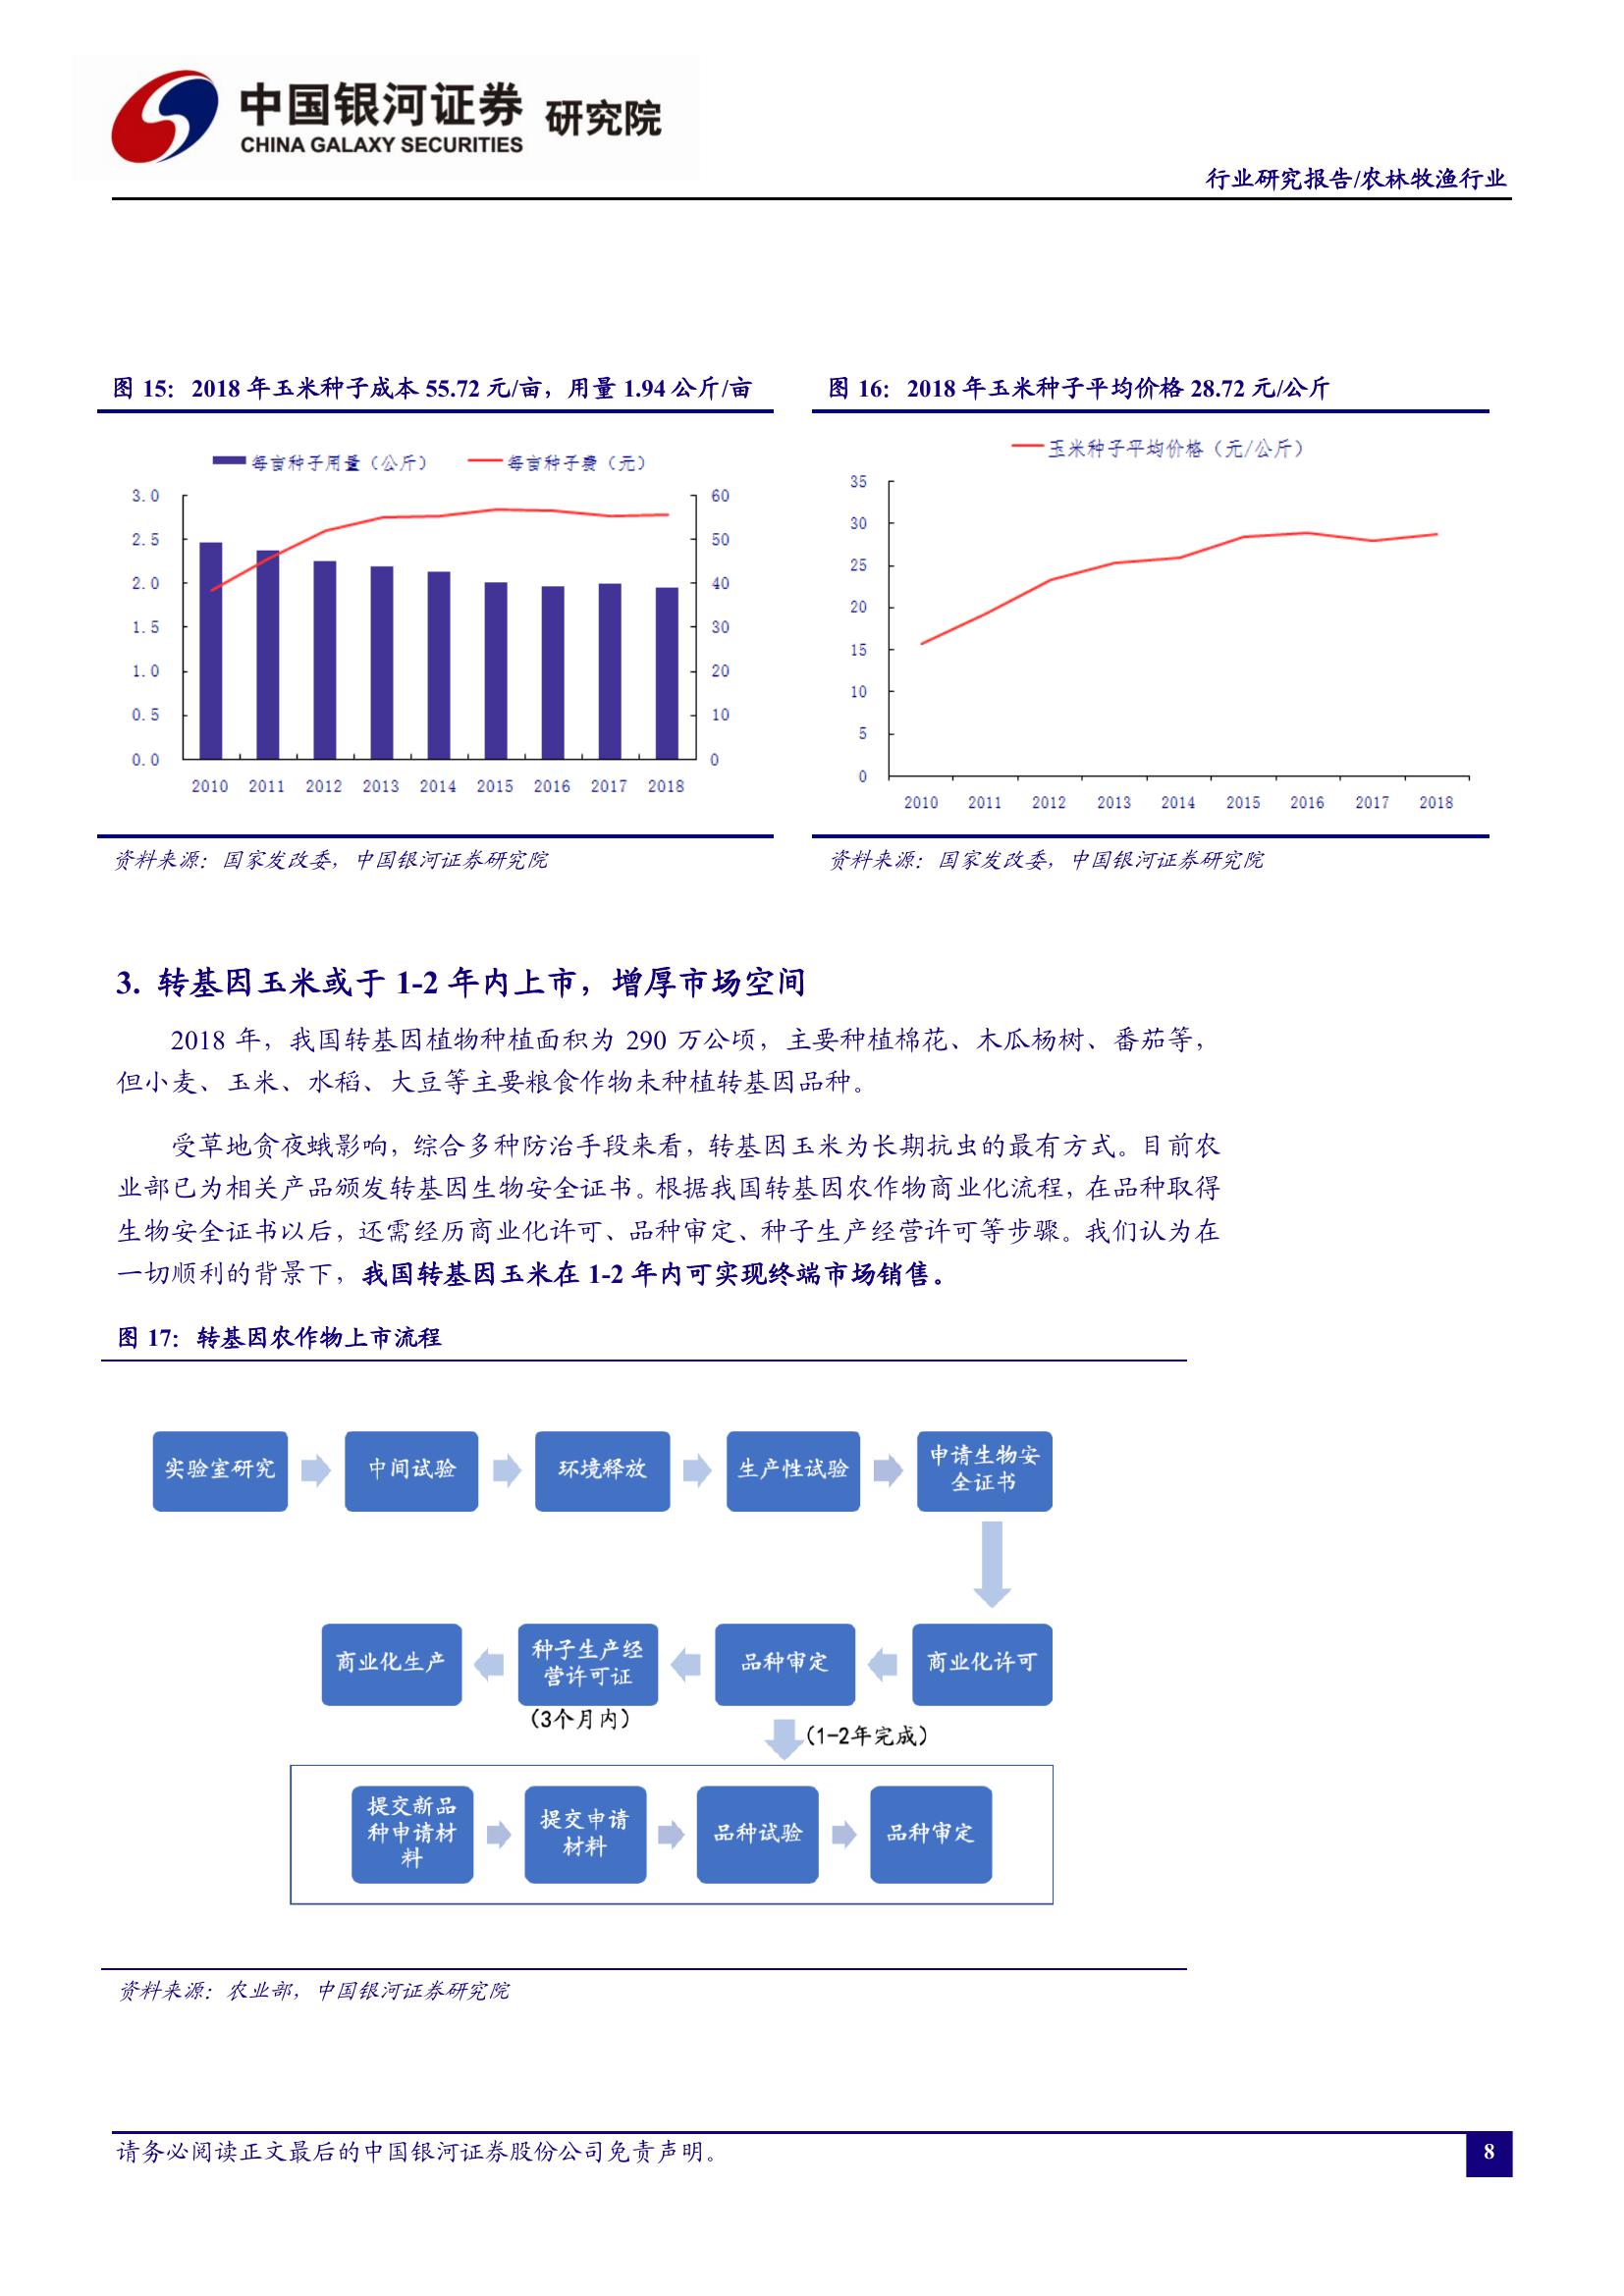 中国银河证券 研究院
CHINA GALAXY SECURITIES
行业研究报告/农林牧渔行业
图 15：2018 年玉米种子成本 55.72 元/亩，用量 1.94 公斤/亩
每亩种子用量（公斤） 每亩种子费（元）
3.0 60
2.5 50
2.0 40
1.5 30
1.0 20
0.5 10
0.0 0
2010 2011 2012 2013 2014 2015 2016 2017 2018
资料来源：国家发改委，中国银河证券研究院
图 16：2018 年玉米种子平均价格 28.72 元/公斤
玉米种子平均价格（元/公斤）
35
30
25
20
15
10
5
0
2010 2011 2012 2013 2014 2015 2016 2017 2018
资料来源：国家发改委，中国银河证券研究院
3. 转基因玉米或于 1-2 年内上市，增厚市场空间
2018 年，我国转基因植物种植面积为 290 万公顷，主要种植棉花、木瓜杨树、番茄等，
但小麦、玉米、水稻、大豆等主要粮食作物未种植转基因品种。
受草地贪夜蛾影响，综合多种防治手段来看，转基因玉米为长期抗虫的最有方式。目前农
业部已为相关产品颁发转基因生物安全证书。根据我国转基因农作物商业化流程，在品种取得
生物安全证书以后，还需经历商业化许可、品种审定、种子生产经营许可等步骤。我们认为在
一切顺利的背景下，我国转基因玉米在 1-2 年内可实现终端市场销售。
图 17：转基因农作物上市流程
实验室研究 中间试验 环境释放 生产性试验 申请生物安
全证书
商业化生产 种子生产经
营许可证 品种审定 商业化许可
（3个月内）
（1-2年完成）
提交新品
种申请材
料
提交申请
材料
品种试验
品种审定
资料来源：农业部，中国银河证券研究院
请务必阅读正文最后的中国银河证券股份公司免责声明。
8